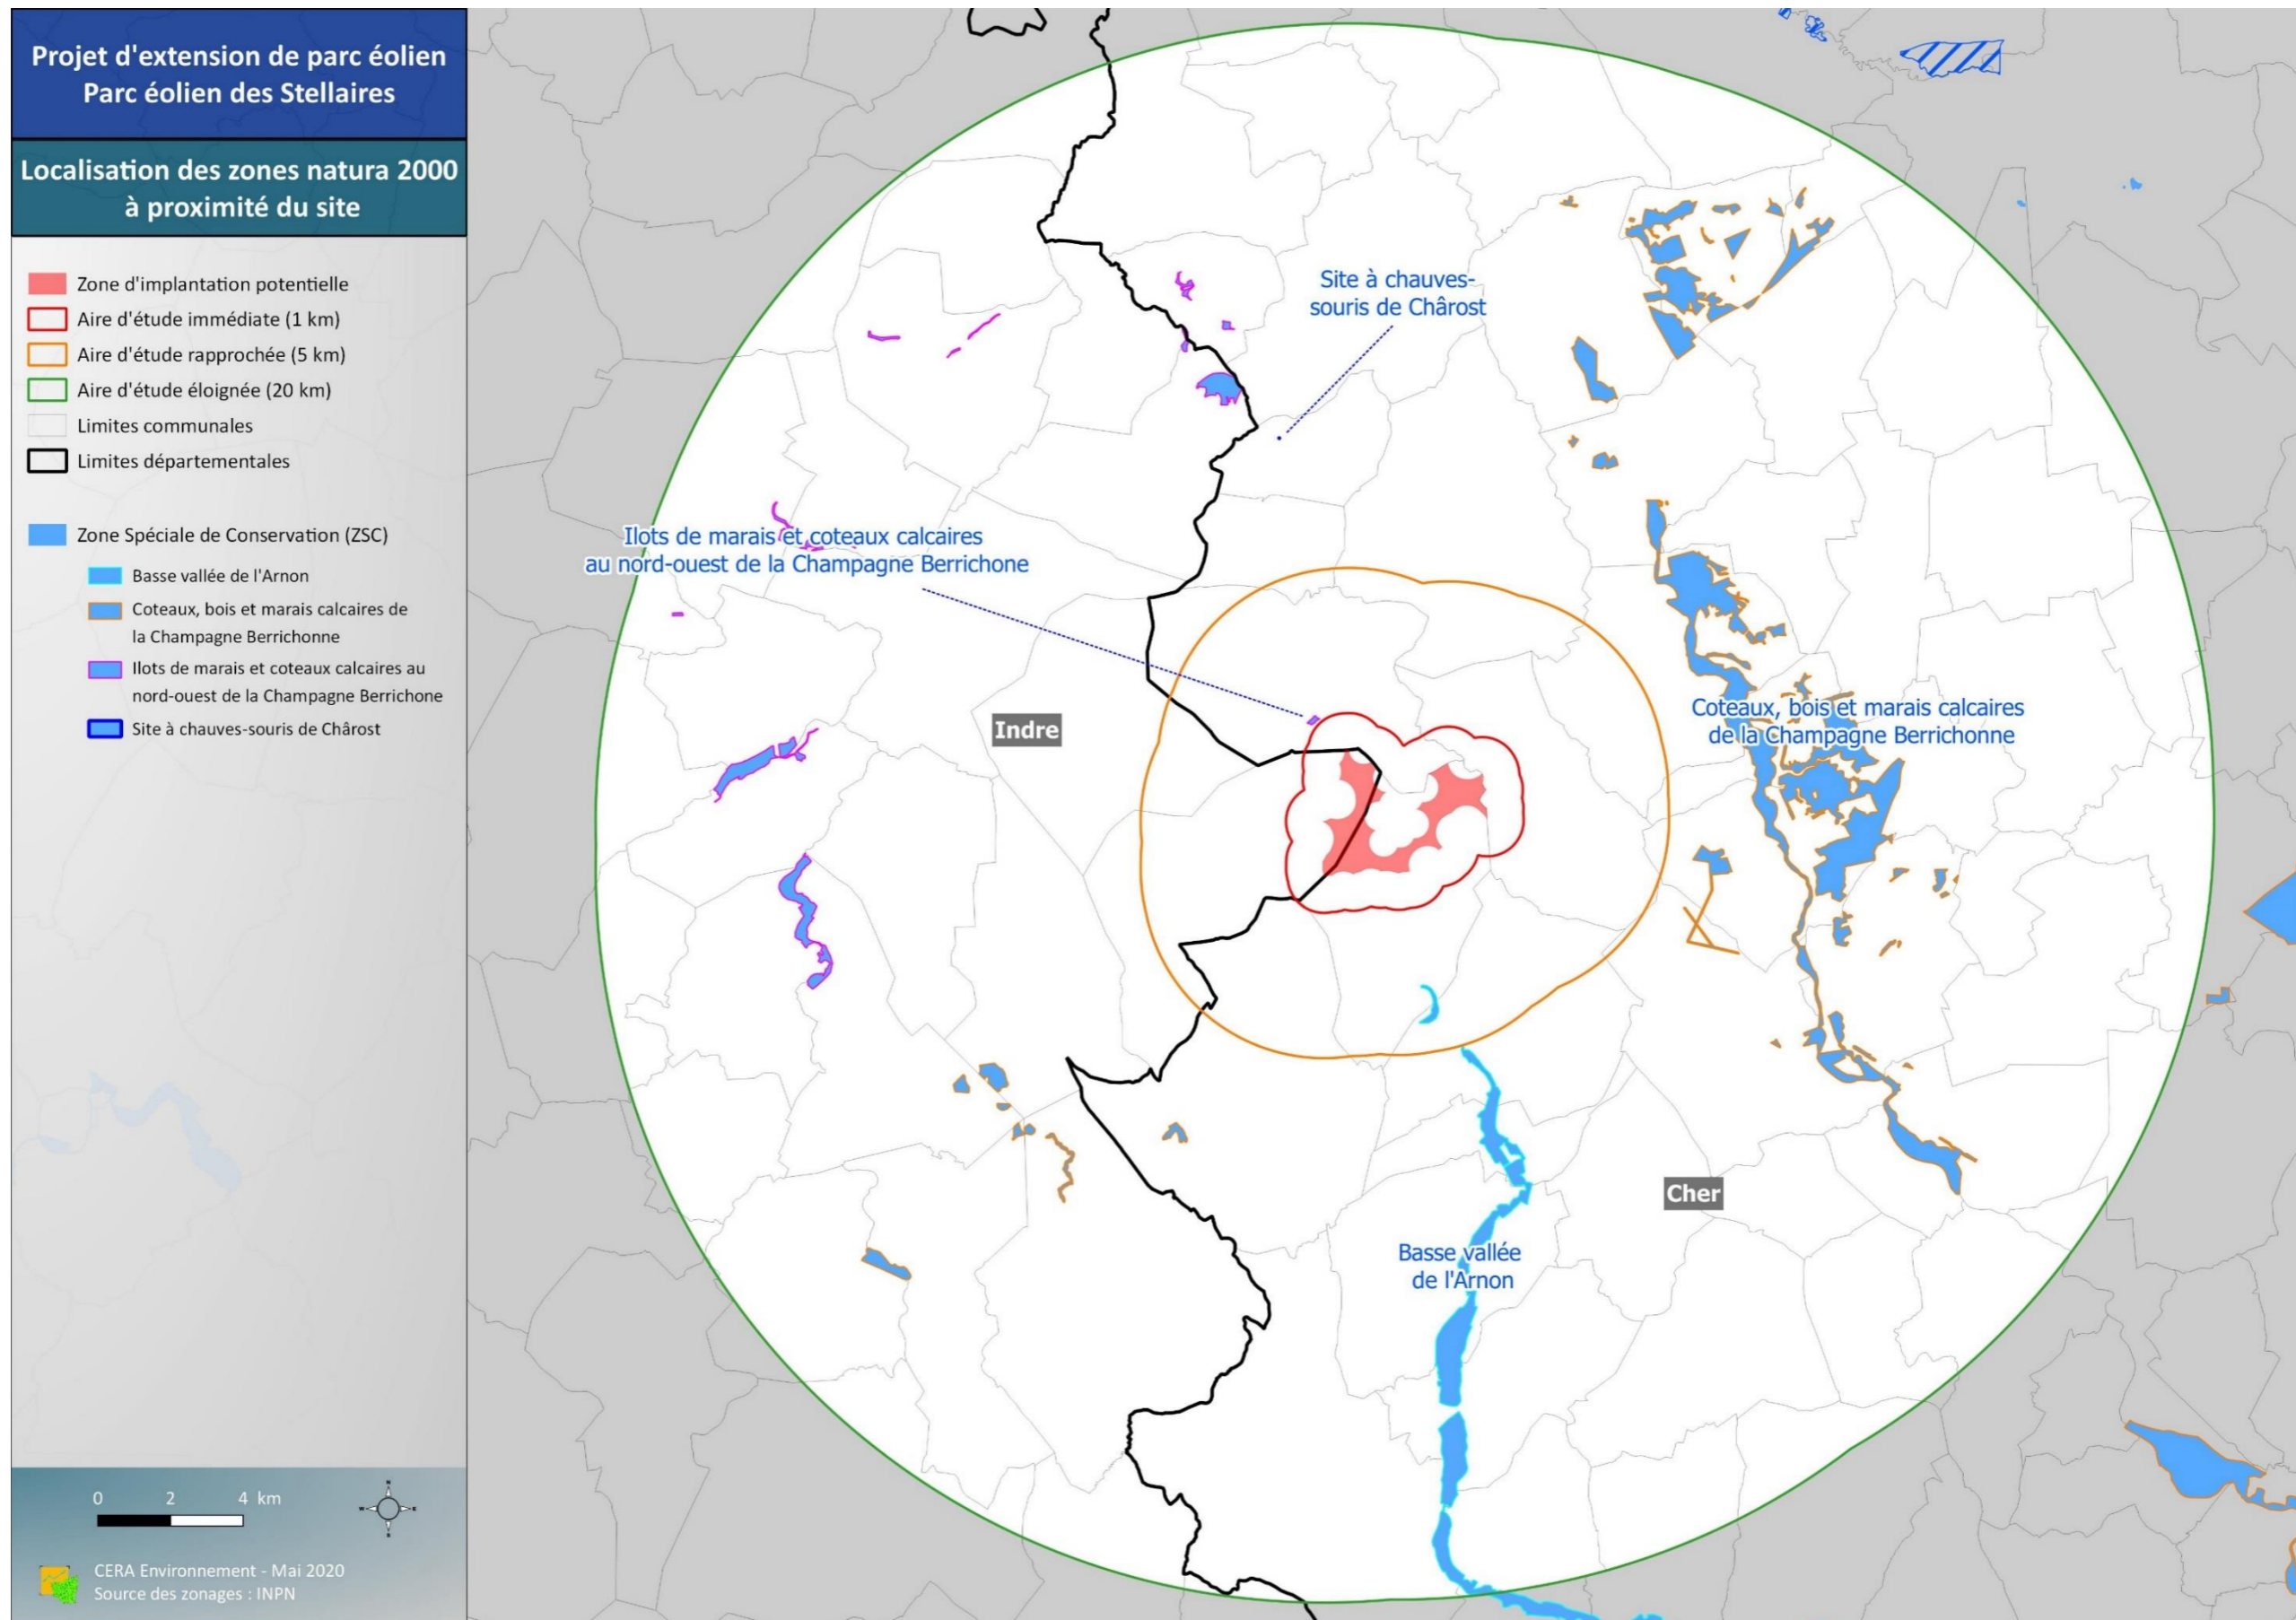 Projet d'extension de parc éolien
Parc éolien des Stellaires
Localisation des zones natura 2000
à proximité du site
Zone d'implantation potentielle
Aire d'étude immédiate (1 km)
Aire d'étude rapprochée (5 km)
Aire d'étude éloignée (20 km)
Limites communales
Limites départementales
Zone Spéciale de Conservation (ZSC)
Basse vallée de l'Arnon
Coteaux, bois et marais calcaires de
la Champagne Berrichonne
Ilots de marais et coteaux calcaires au
nord-ouest de la Champagne Berrichone
Site à chauves-souris de Chârost
0 2 4 km
N
W E
S
CERA Environnement - Mai 2020
Source des zonages : INPN
Site à chauves-
souris de Chârost
Ilots de marais et coteaux calcaires
au nord-ouest de la Champagne Berrichone
Indre
Coteaux, bois et marais calcaires
de la Champagne Berrichonne
Cher
Basse vallée
de l'Arnon